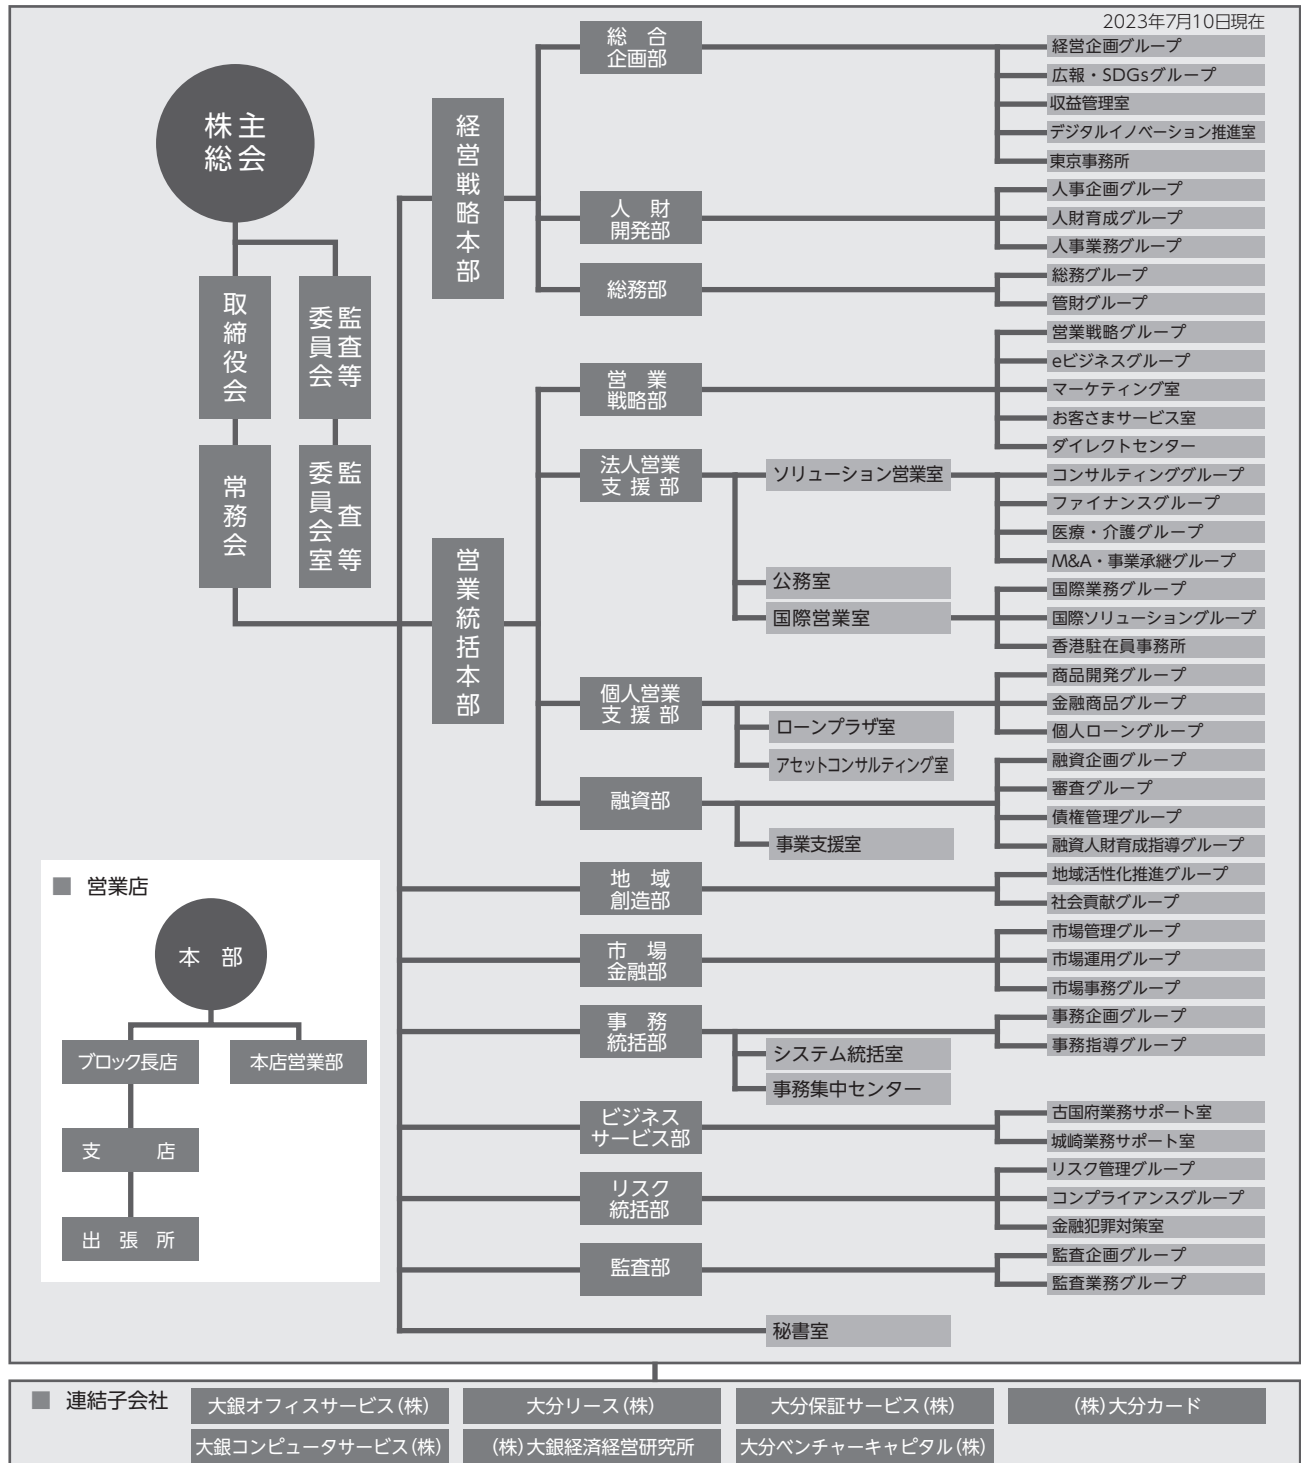 2023年7月10日現在
株主
総会
取締役会
監査等
委員会
常務会
監査等
委員会室
経営戦略本部
総合
企画部
経営企画グループ
広報・SDGsグループ
収益管理室
デジタルイノベーション推進室
東京事務所
人財
開発部
人事企画グループ
人財育成グループ
人事業務グループ
総務部
総務グループ
管財グループ
営業統括本部
営業
戦略部
営業戦略グループ
eビジネスグループ
マーケティング室
お客さまサービス室
ダイレクトセンター
法人営業
支援部
ソリューション営業室
コンサルティンググループ
ファイナンスグループ
医療・介護グループ
M&A・事業承継グループ
公務室
国際営業室
国際業務グループ
国際ソリューショングループ
香港駐在員事務所
個人営業
支援部
商品開発グループ
金融商品グループ
個人ローングループ
ローンプラザ室
アセットコンサルティング室
融資部
融資企画グループ
審査グループ
債権管理グループ
融資人財育成指導グループ
事業支援室
地域
創造部
地域活性化推進グループ
社会貢献グループ
市場
金融部
市場管理グループ
市場運用グループ
市場事務グループ
事務
統括部
事務企画グループ
事務指導グループ
システム統括室
事務集中センター
ビジネス
サービス部
古国府業務サポート室
城崎業務サポート室
リスク
統括部
リスク管理グループ
コンプライアンスグループ
金融犯罪対策室
監査部
監査企画グループ
監査業務グループ
秘書室
■ 営業店
本部
ブロック長店
本店営業部
支店
出張所
■ 連結子会社
大銀オフィスサービス(株)
大分リース(株)
大分保証サービス(株)
(株)大分カード
大銀コンピュータサービス(株)
(株)大銀経済経営研究所
大分ベンチャーキャピタル(株)